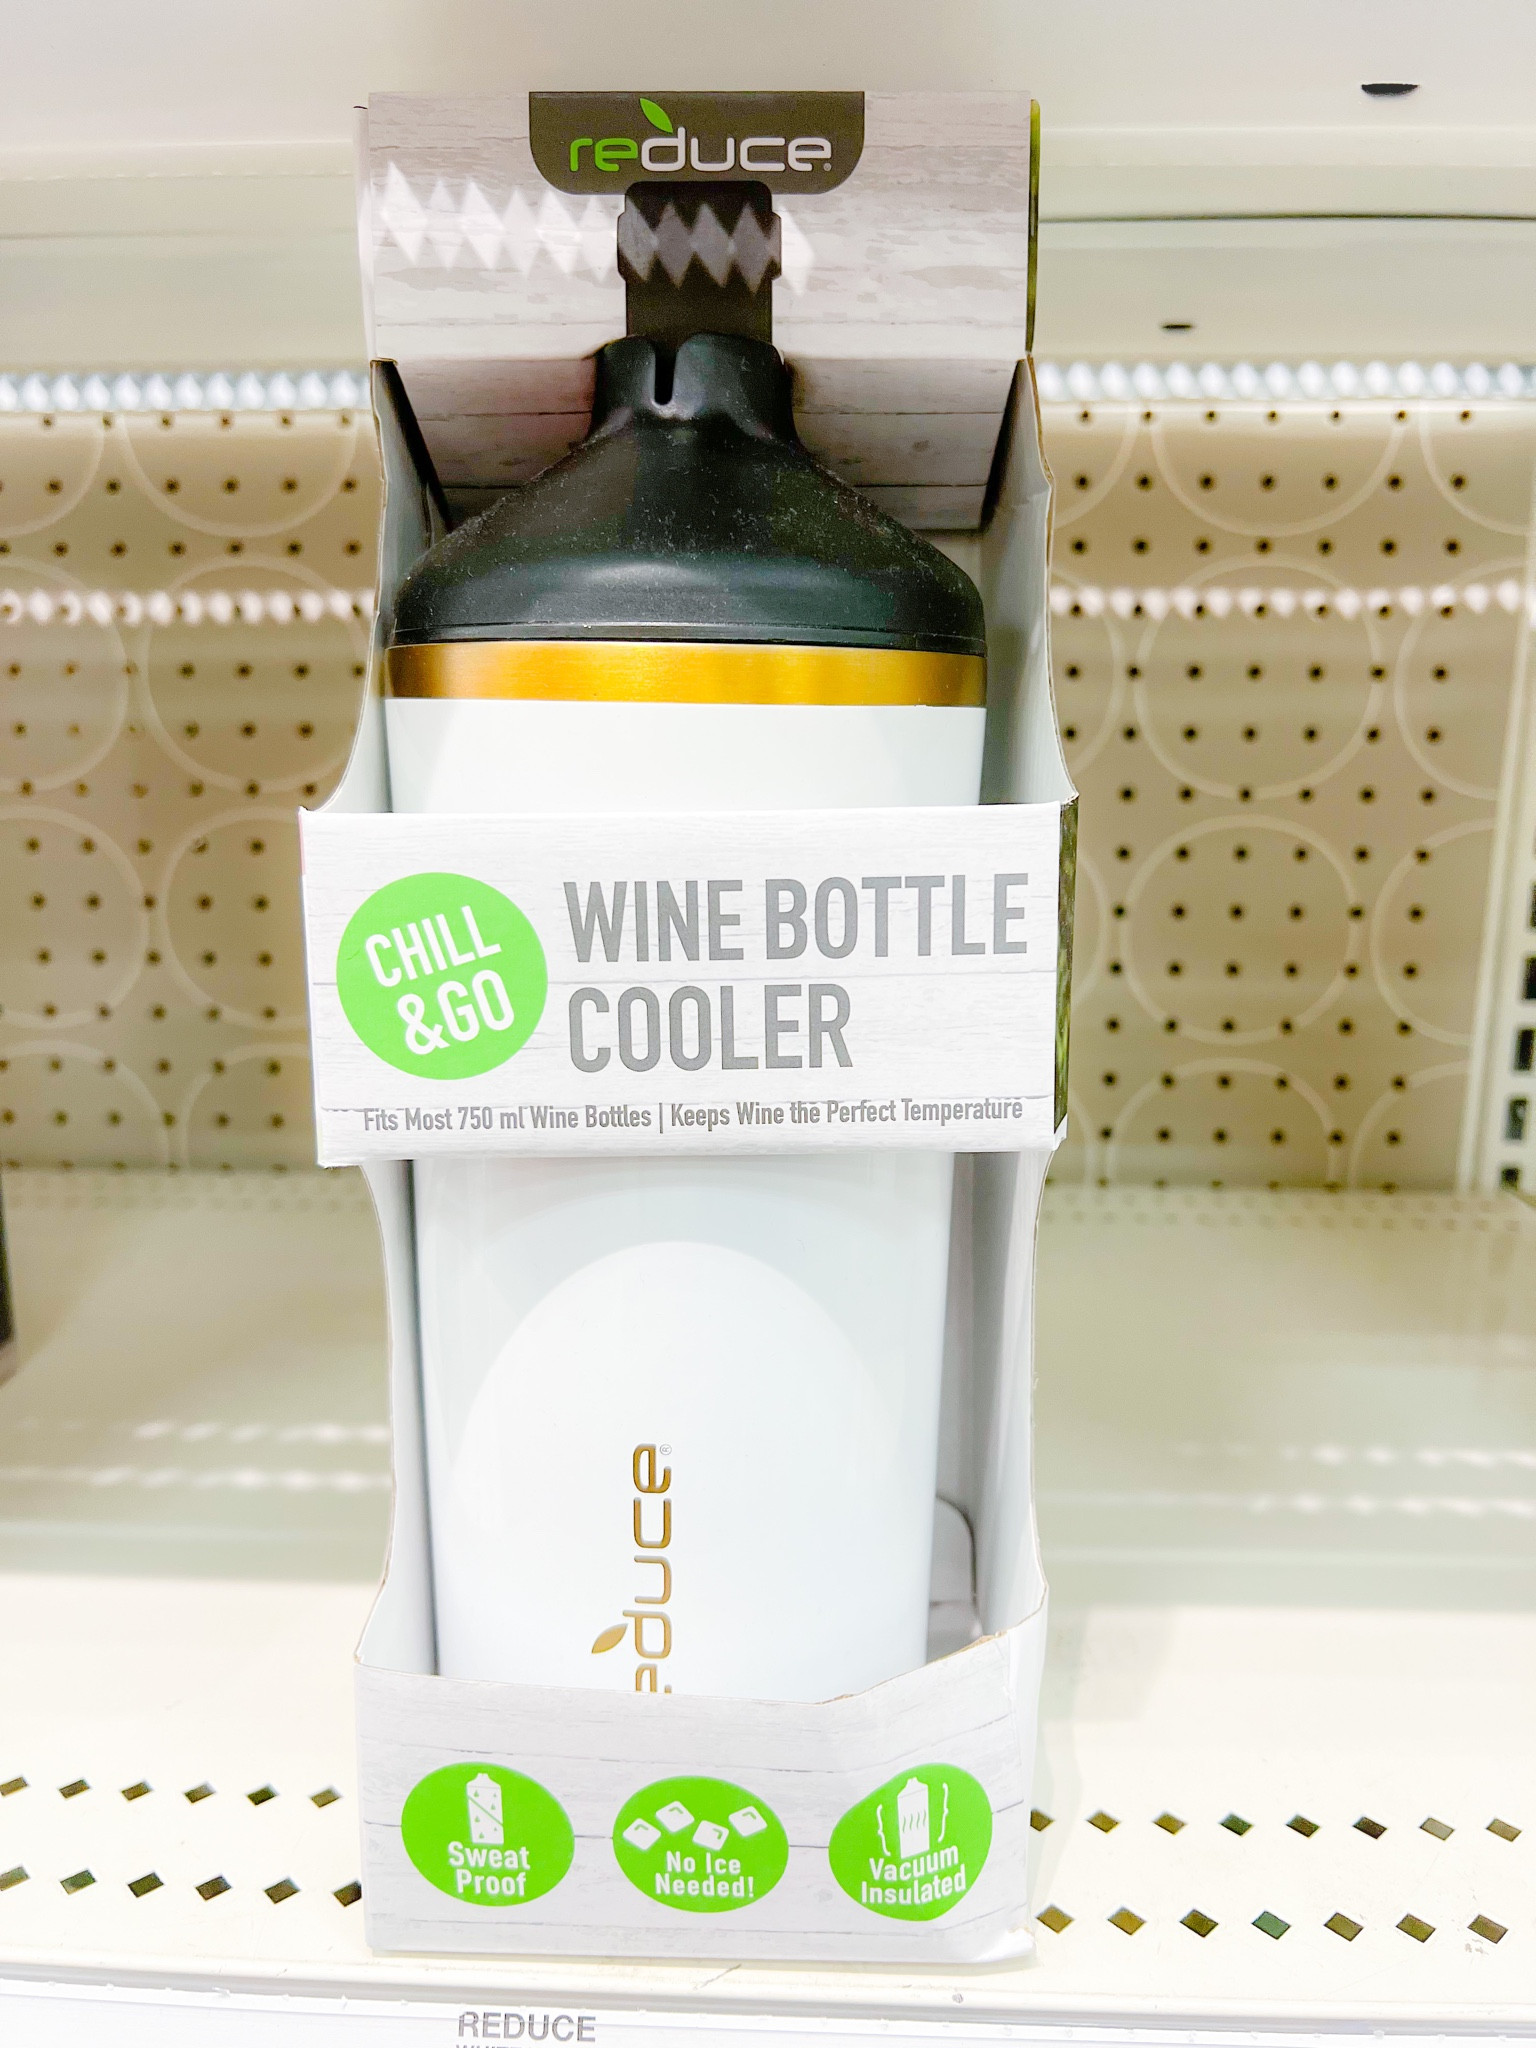 reduce
CHILL
&GO
WINE BOTTLE
COOLER
Fits Most 750 ml Wine Bottles | Keeps Wine the Perfect Temperature
educe®
Sweat
Proof
No Ice
Needed!
Vacuum
Insulated
REDUCE